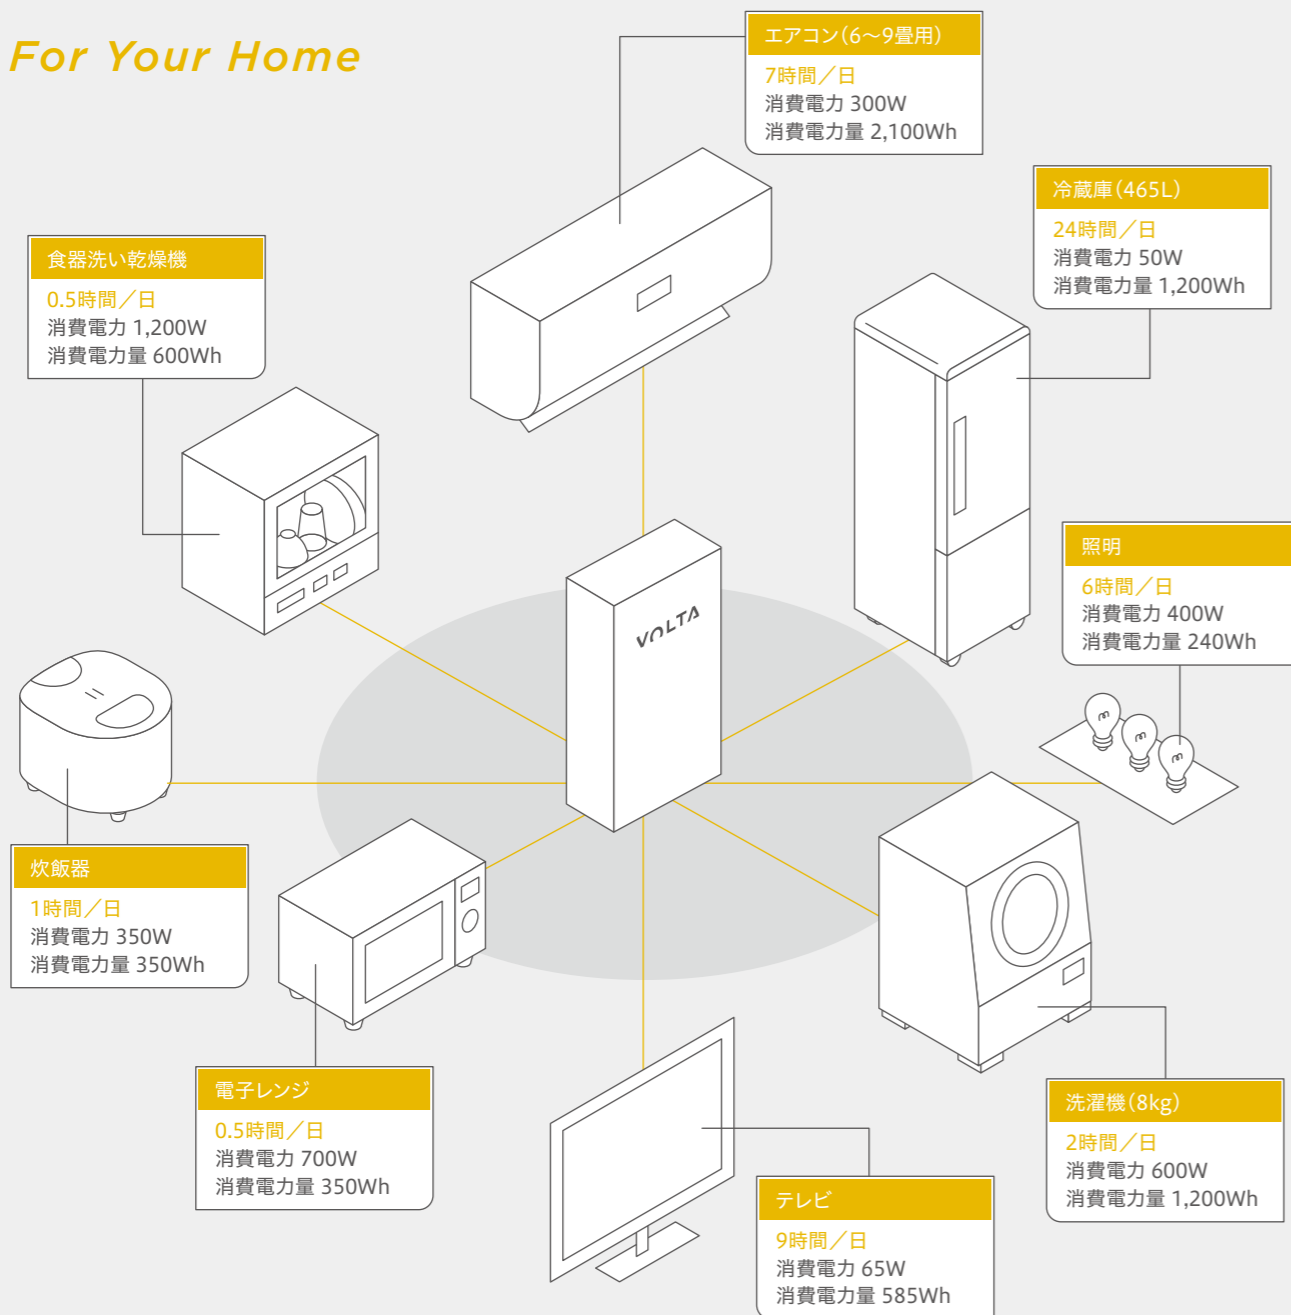 For Your Home
エアコン(6〜9畳用)
7時間／日
消費電力 300W
消費電力量 2,100Wh
冷蔵庫(465L)
24時間／日
消費電力 50W
消費電力量 1,200Wh
食器洗い乾燥機
0.5時間／日
消費電力 1,200W
消費電力量 600Wh
照明
6時間／日
消費電力 400W
消費電力量 240Wh
VOLTA
炊飯器
1時間／日
消費電力 350W
消費電力量 350Wh
電子レンジ
0.5時間／日
消費電力 700W
消費電力量 350Wh
洗濯機(8kg)
2時間／日
消費電力 600W
消費電力量 1,200Wh
テレビ
9時間／日
消費電力 65W
消費電力量 585Wh